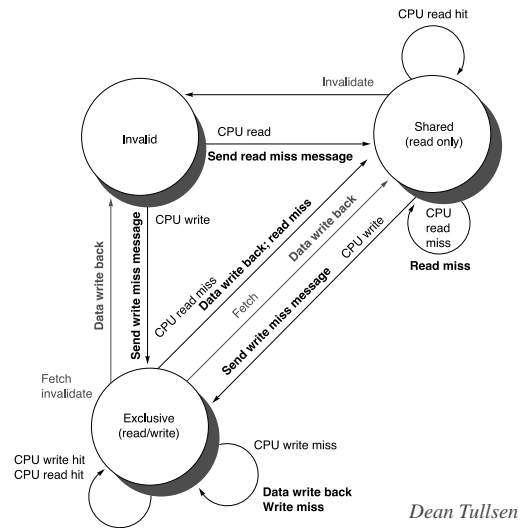 CPU read hit
Invalidate
Invalid
CPU read
Send read miss message
Shared
(read only)
CPU write
Send write miss message
Data write back
Fetch
invalidate
CPU read miss
Data write back; read miss
Fetch
Data write back
Send write miss message
CPU write
CPU
read
miss
Read miss
Exclusive
(read/write)
CPU write hit
CPU read hit
CPU write miss
Data write back
Write miss
Dean Tullsen